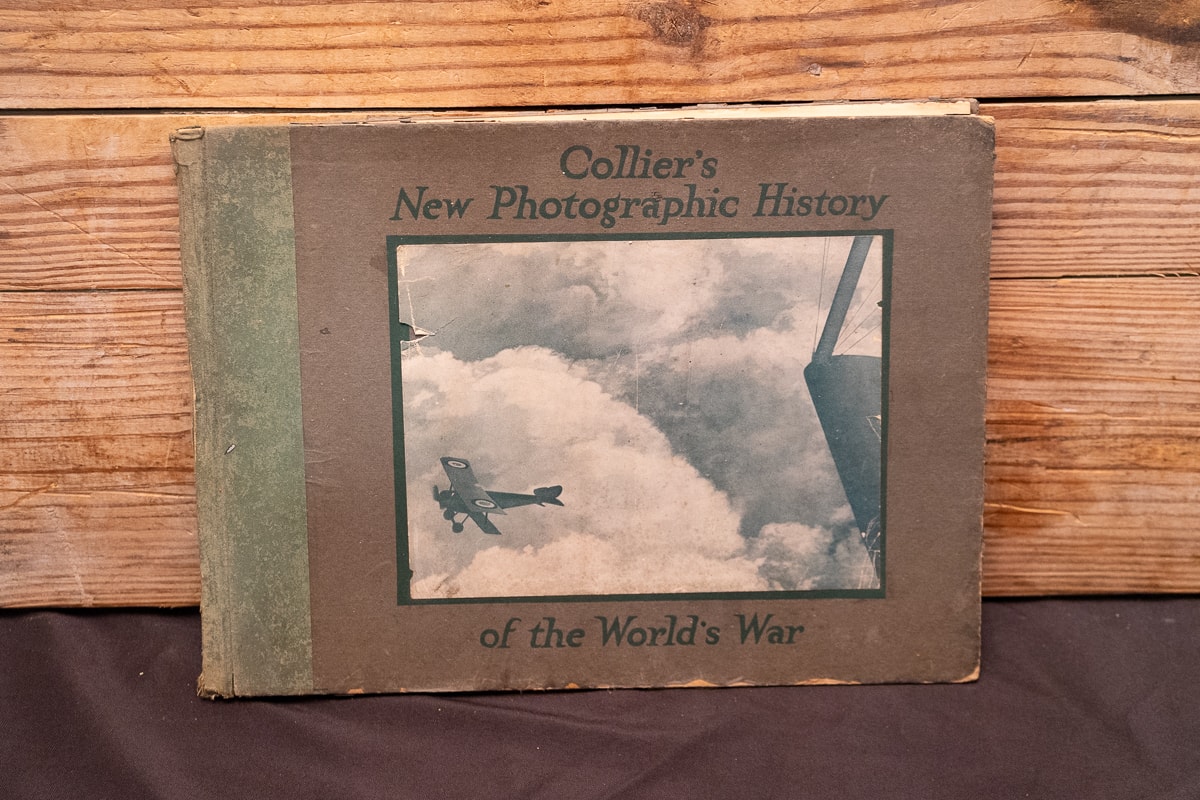 Collier's
New Photographic History
of the World's War